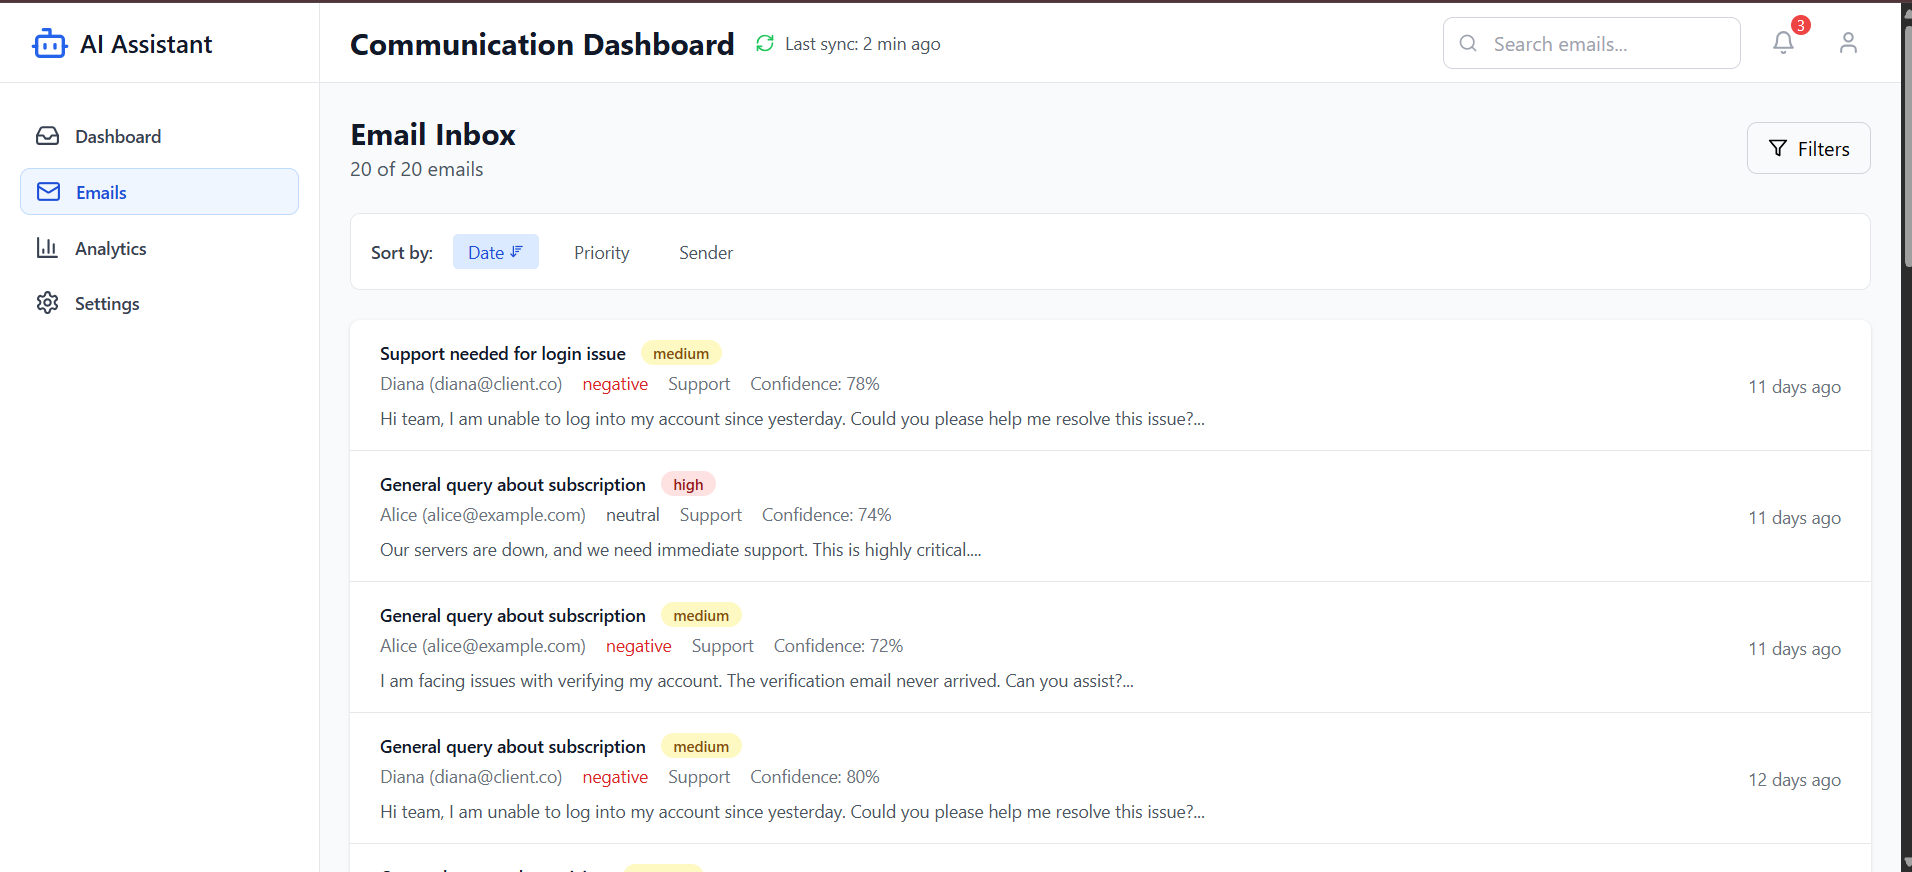 AI Assistant
Communication Dashboard
Last sync: 2 min ago
Search emails...
3
Dashboard
Emails
Analytics
Settings
Email Inbox
20 of 20 emails
Filters
Sort by: Date Priority Sender
Support needed for login issue medium
Diana (diana@client.co) negative Support Confidence: 78%
11 days ago
Hi team, I am unable to log into my account since yesterday. Could you please help me resolve this issue?...
General query about subscription high
Alice (alice@example.com) neutral Support Confidence: 74%
11 days ago
Our servers are down, and we need immediate support. This is highly critical....
General query about subscription medium
Alice (alice@example.com) negative Support Confidence: 72%
11 days ago
I am facing issues with verifying my account. The verification email never arrived. Can you assist?...
General query about subscription medium
Diana (diana@client.co) negative Support Confidence: 80%
12 days ago
Hi team, I am unable to log into my account since yesterday. Could you please help me resolve this issue?...